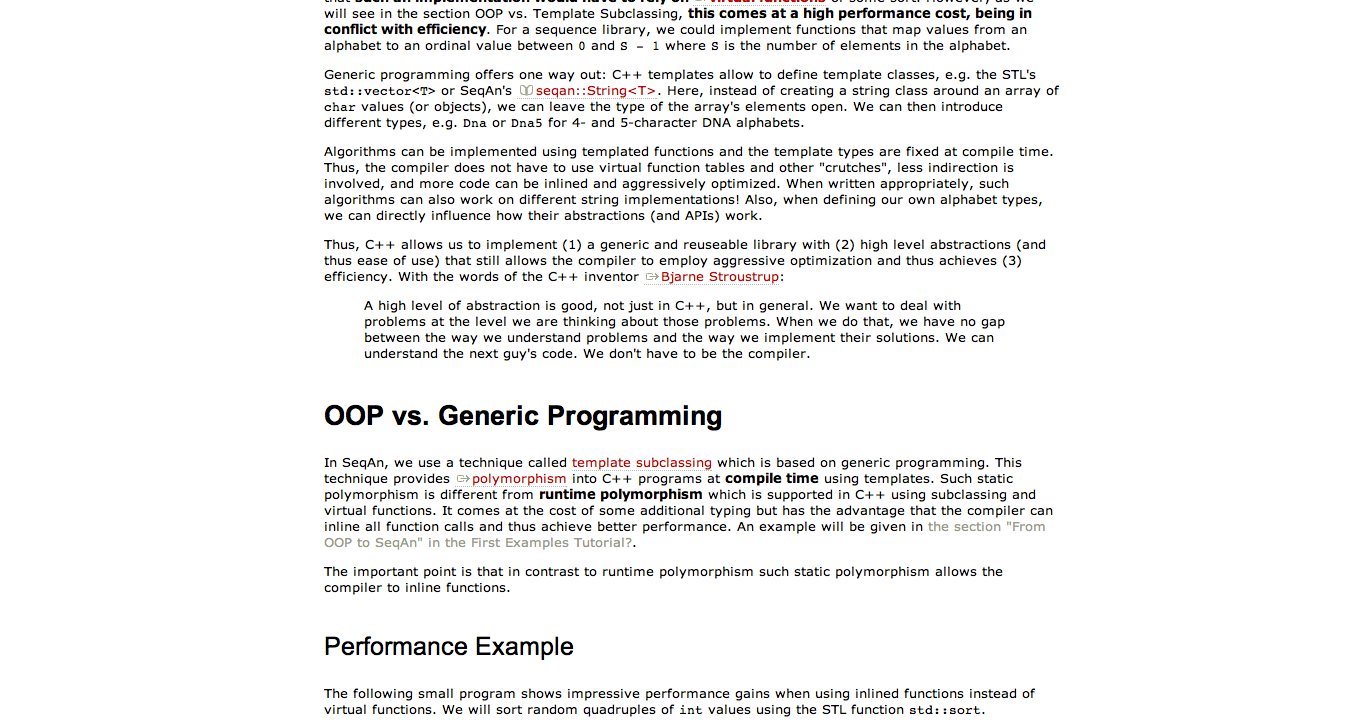 that such an implementation would have to rely on virtual functions of some sort. However, as we
will see in the section OOP vs. Template Subclassing, this comes at a high performance cost, being in
conflict with efficiency. For a sequence library, we could implement functions that map values from an
alphabet to an ordinal value between 0 and S - 1 where S is the number of elements in the alphabet.
Generic programming offers one way out: C++ templates allow to define template classes, e.g. the STL's
std::vector<T> or SeqAn's seqan::String<T>. Here, instead of creating a string class around an array of
char values (or objects), we can leave the type of the array's elements open. We can then introduce
different types, e.g. Dna or Dna5 for 4- and 5-character DNA alphabets.
Algorithms can be implemented using templated functions and the template types are fixed at compile time.
Thus, the compiler does not have to use virtual function tables and other "crutches", less indirection is
involved, and more code can be inlined and aggressively optimized. When written appropriately, such
algorithms can also work on different string implementations! Also, when defining our own alphabet types,
we can directly influence how their abstractions (and APIs) work.
Thus, C++ allows us to implement (1) a generic and reuseable library with (2) high level abstractions (and
thus ease of use) that still allows the compiler to employ aggressive optimization and thus achieves (3)
efficiency. With the words of the C++ inventor Bjarne Stroustrup:
A high level of abstraction is good, not just in C++, but in general. We want to deal with
problems at the level we are thinking about those problems. When we do that, we have no gap
between the way we understand problems and the way we implement their solutions. We can
understand the next guy's code. We don't have to be the compiler.
OOP vs. Generic Programming
In SeqAn, we use a technique called template subclassing which is based on generic programming. This
technique provides polymorphism into C++ programs at compile time using templates. Such static
polymorphism is different from runtime polymorphism which is supported in C++ using subclassing and
virtual functions. It comes at the cost of some additional typing but has the advantage that the compiler can
inline all function calls and thus achieve better performance. An example will be given in the section "From
OOP to SeqAn" in the First Examples Tutorial?.
The important point is that in contrast to runtime polymorphism such static polymorphism allows the
compiler to inline functions.
Performance Example
The following small program shows impressive performance gains when using inlined functions instead of
virtual functions. We will sort random quadruples of int values using the STL function std::sort.